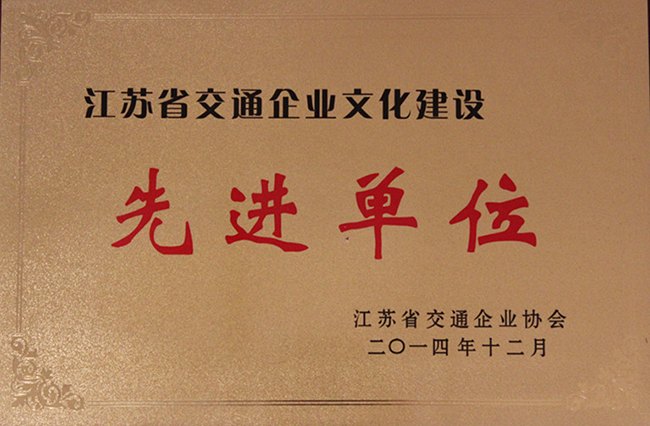 江苏省交通企业文化建设
先进单位
江苏省交通企业协会
二〇一四年十二月